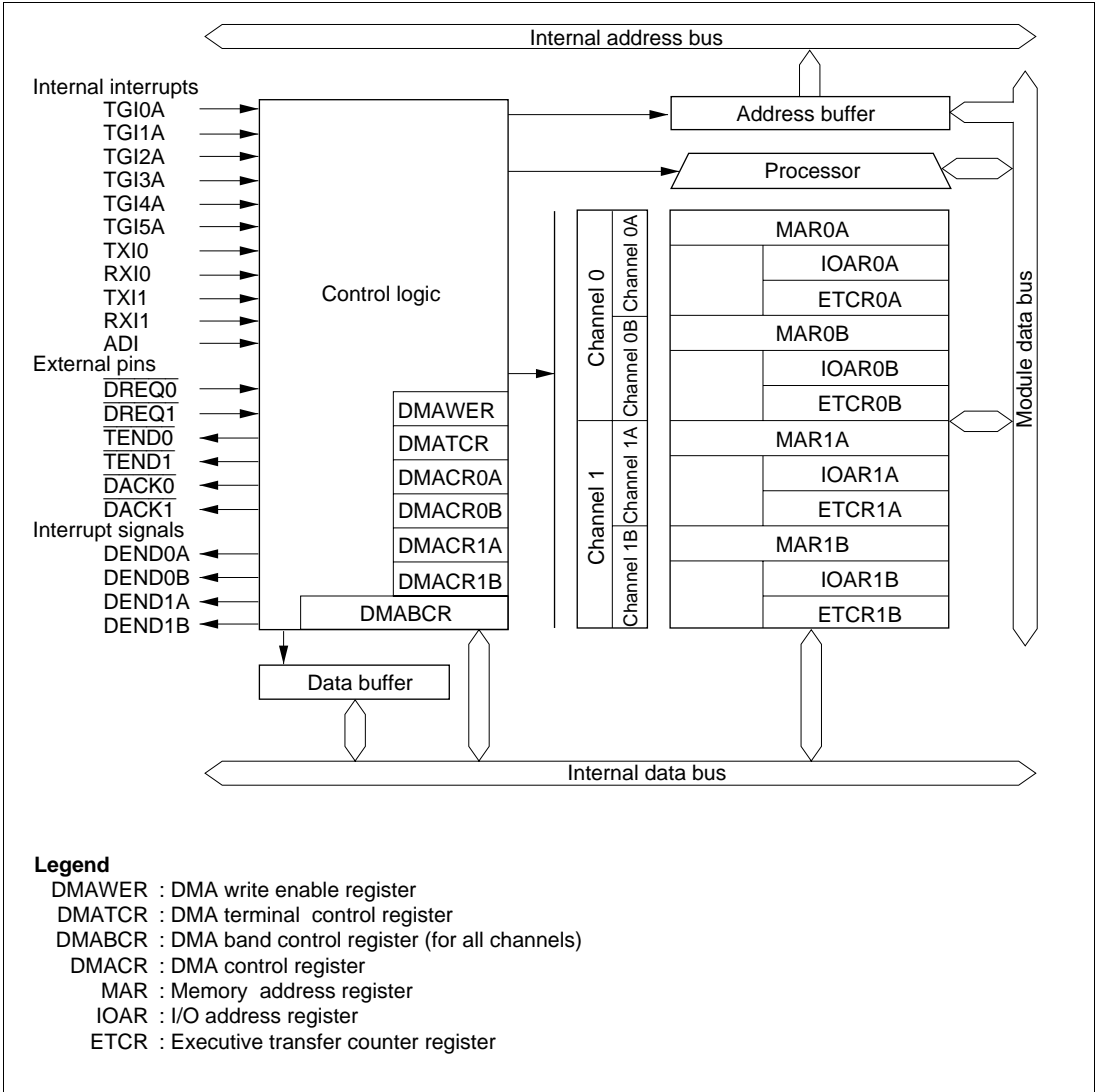 Internal address bus
Internal interrupts
TGI0A
TGI1A
TGI2A
TGI3A
TGI4A
TGI5A
TXI0
RXI0
TXI1
RXI1
ADI
External pins
DREQ0
DREQ1
TEND0
TEND1
DACK0
DACK1
Interrupt signals
DEND0A
DEND0B
DEND1A
DEND1B
Control logic
DMAWER
DMATCR
DMACR0A
DMACR0B
DMACR1A
DMACR1B
DMABCR
Data buffer
Address buffer
Processor
Channel 0
Channel 0A
Channel 0B
Channel 1
Channel 1A
Channel 1B
MAR0A
IOAR0A
ETCR0A
MAR0B
IOAR0B
ETCR0B
MAR1A
IOAR1A
ETCR1A
MAR1B
IOAR1B
ETCR1B
Module data bus
Internal data bus
Legend
DMAWER : DMA write enable register
DMATCR : DMA terminal control register
DMABCR : DMA band control register (for all channels)
DMACR : DMA control register
MAR : Memory address register
IOAR : I/O address register
ETCR : Executive transfer counter register